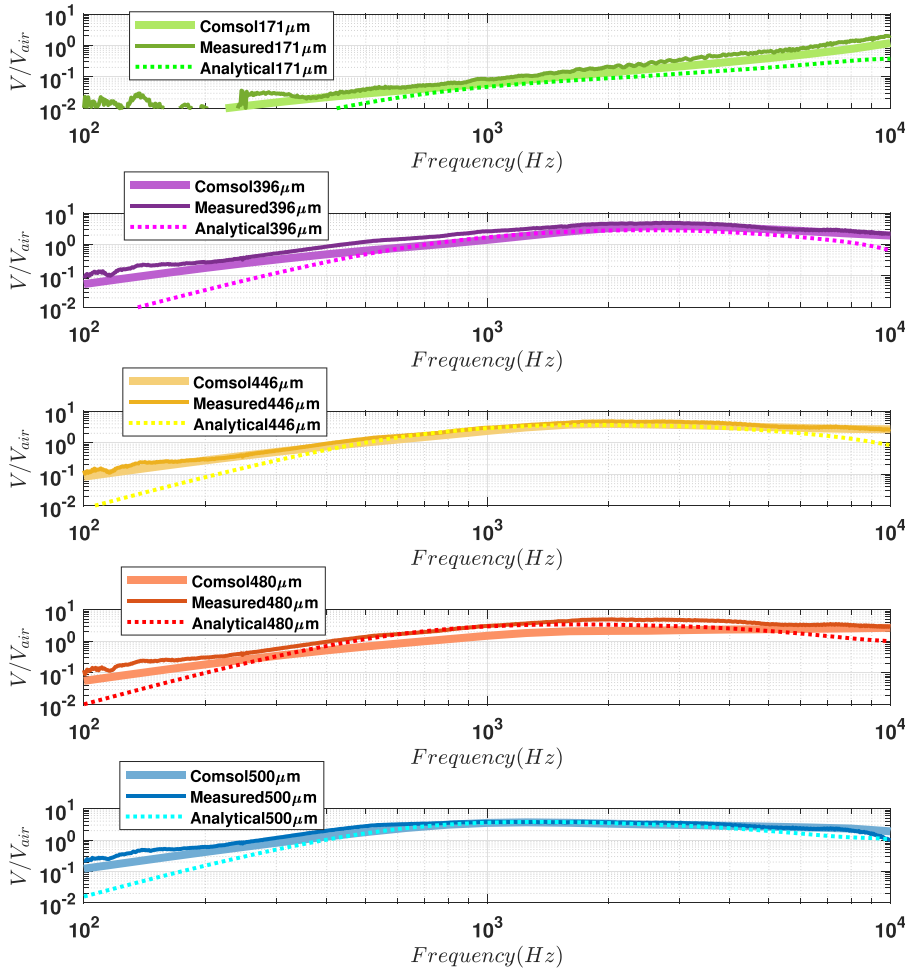 Comsol171μm
Measured171μm
Analytical171μm
V/V_air
10^1
10^0
10^-1
10^-2
10^2 10^3 10^4
Frequency(Hz)
Comsol396μm
Measured396μm
Analytical396μm
V/V_air
10^1
10^0
10^-1
10^-2
10^2 10^3 10^4
Frequency(Hz)
Comsol446μm
Measured446μm
Analytical446μm
V/V_air
10^1
10^0
10^-1
10^-2
10^2 10^3 10^4
Frequency(Hz)
Comsol480μm
Measured480μm
Analytical480μm
V/V_air
10^1
10^0
10^-1
10^-2
10^2 10^3 10^4
Frequency(Hz)
Comsol500μm
Measured500μm
Analytical500μm
V/V_air
10^1
10^0
10^-1
10^-2
10^2 10^3 10^4
Frequency(Hz)